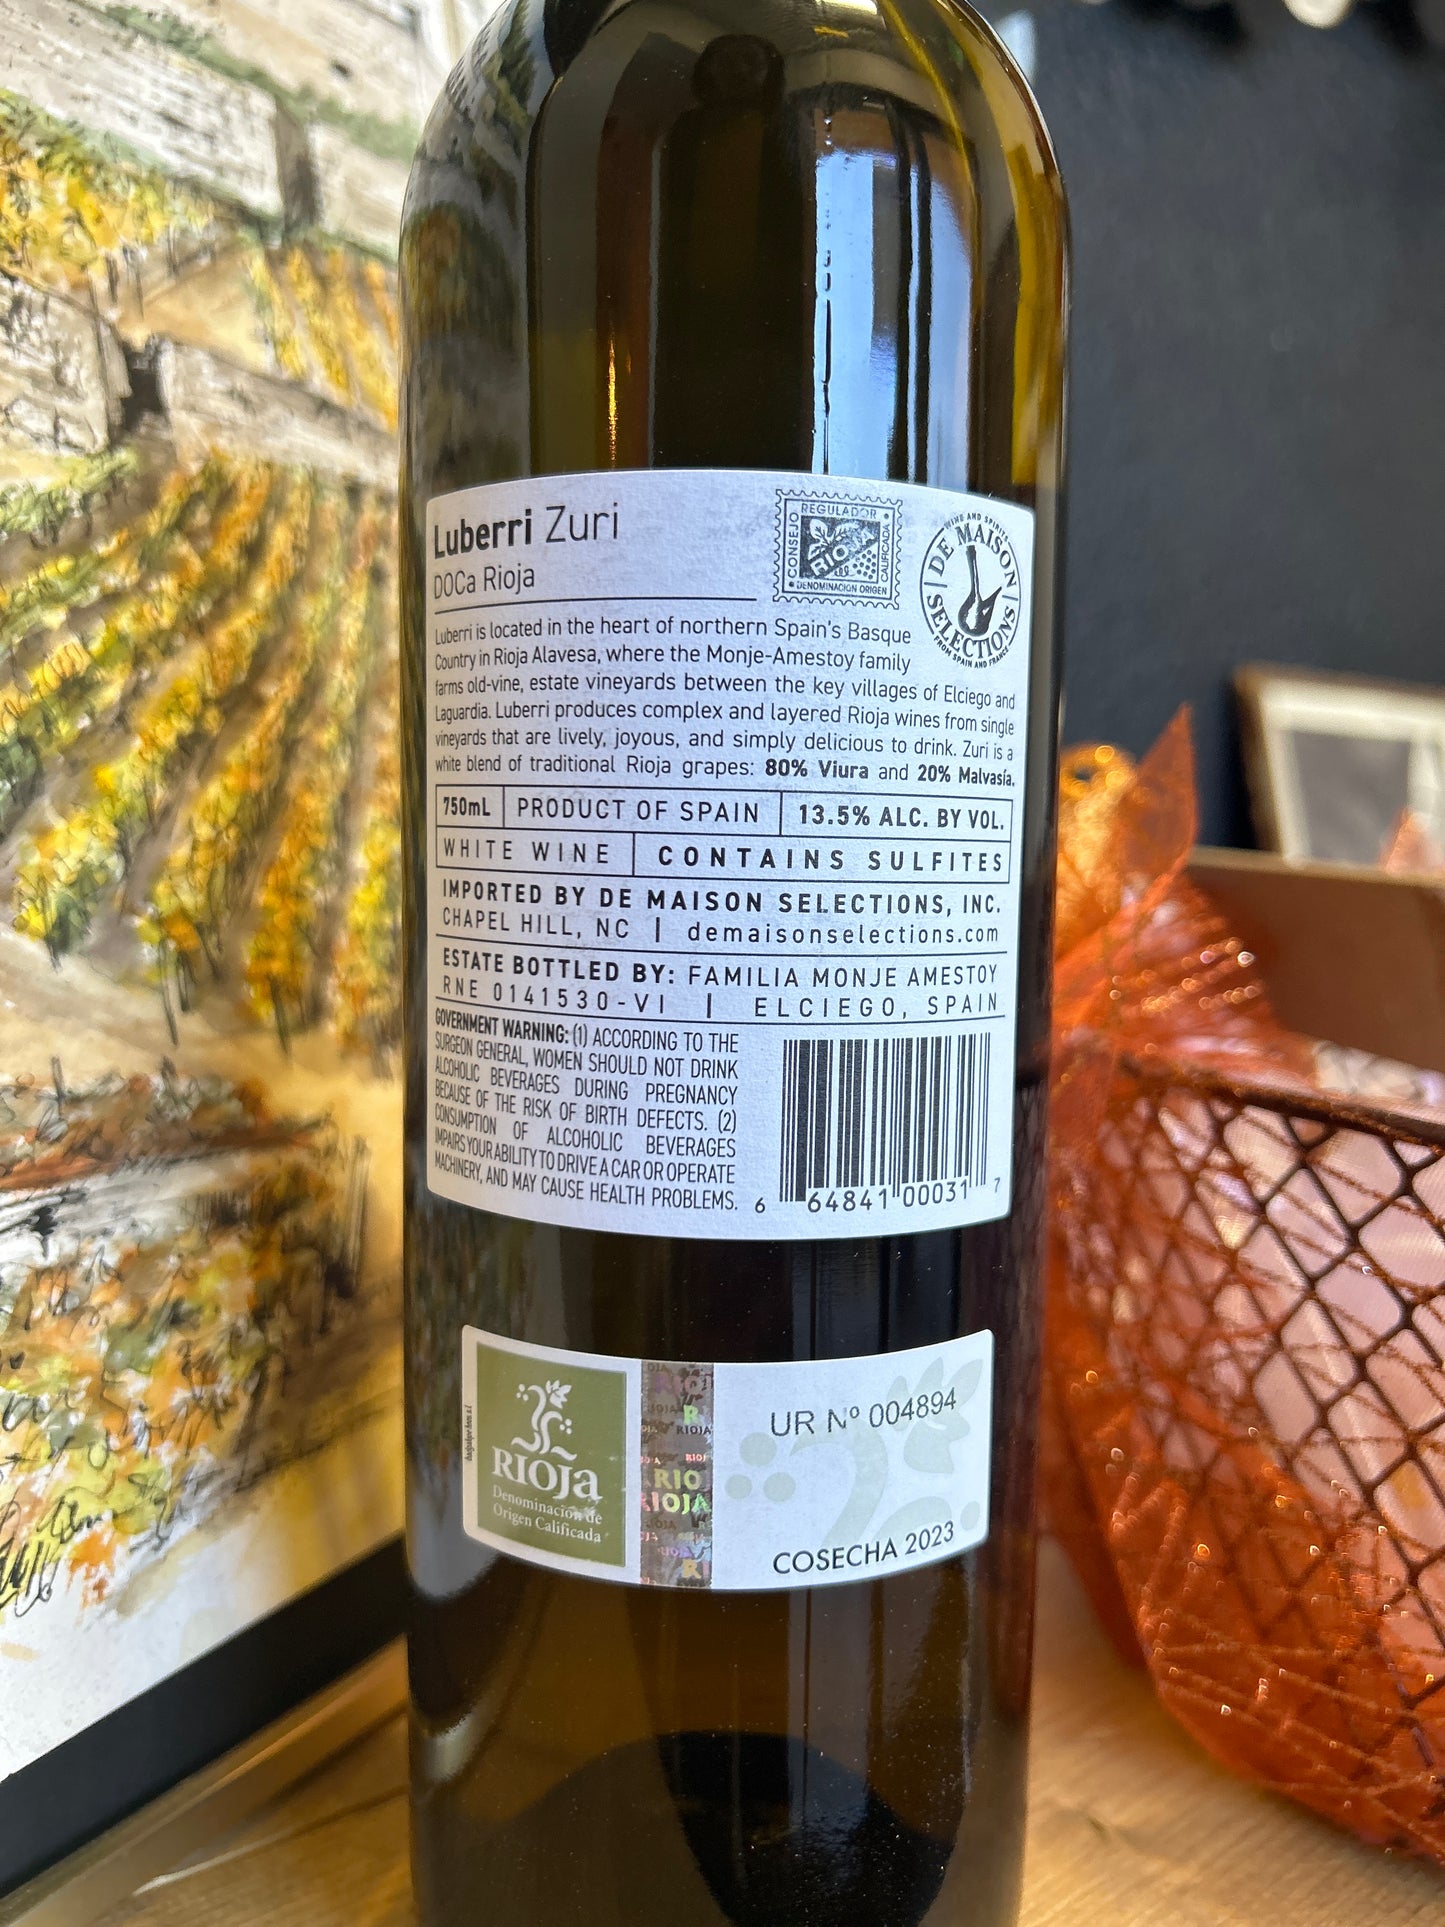 Luberri Zuri
DOCa Rioja
CONSEJO REGULADOR
RIOJA
CALIFICADA
DENOMINACION ORIGEN
WINE AND SPIRITS
DE MAISON
SELECTIONS
FROM SPAIN AND FRANCE
Luberri is located in the heart of northern Spain's Basque
Country in Rioja Alavesa, where the Monje-Amestoy family
farms old-vine, estate vineyards between the key villages of Elciego and
Laguardia. Luberri produces complex and layered Rioja wines from single
vineyards that are lively, joyous, and simply delicious to drink. Zuri is a
white blend of traditional Rioja grapes: 80% Viura and 20% Malvasía.
750mL PRODUCT OF SPAIN 13.5% ALC. BY VOL.
WHITE WINE CONTAINS SULFITES
IMPORTED BY DE MAISON SELECTIONS, INC.
CHAPEL HILL, NC | demaisonselections.com
ESTATE BOTTLED BY: FAMILIA MONJE AMESTOY
RNE 0141530-VI | ELCIEGO, SPAIN
GOVERNMENT WARNING: (1) ACCORDING TO THE
SURGEON GENERAL, WOMEN SHOULD NOT DRINK
ALCOHOLIC BEVERAGES DURING PREGNANCY
BECAUSE OF THE RISK OF BIRTH DEFECTS. (2)
CONSUMPTION OF ALCOHOLIC BEVERAGES
IMPAIRS YOUR ABILITY TO DRIVE A CAR OR OPERATE
MACHINERY, AND MAY CAUSE HEALTH PROBLEMS.
6 64841 00031 7
RIOJa
Denominación de
Origen Calificada
RIOJA
UR Nº 004894
COSECHA 2023